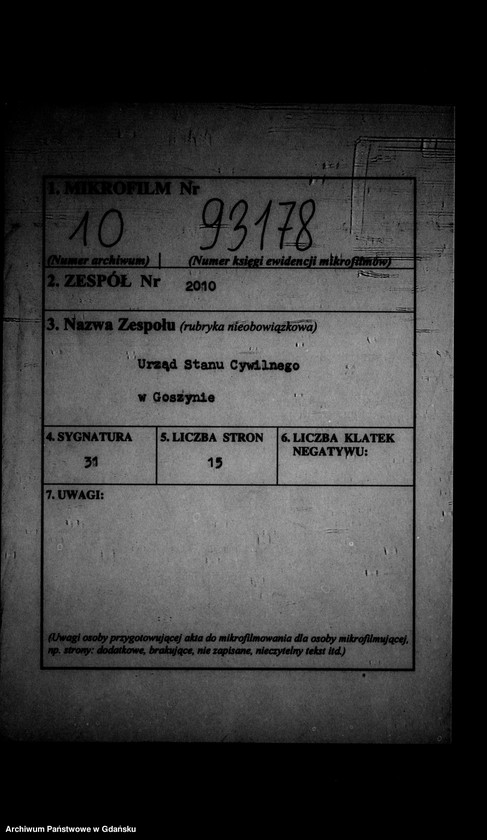 1. MIKROFILM Nr
10 93178
(Numer archiwum) (Numer księgi ewidencji mikrofilmów)
2. ZESPÓŁ Nr 2010
3. Nazwa Zespołu (rubryka nieobowiązkowa)
Urząd Stanu Cywilnego
w Goszynie
4. SYGNATURA 5. LICZBA STRON 6. LICZBA KLATEK
NEGATYWU:
31 15
7. UWAGI:
(Uwagi osoby przygotowującej akta do mikrofilmowania dla osoby mikrofilmującej,
np. strony: dodatkowe, brakujące, nie zapisane, nieczytelny tekst itd.)
Archiwum Państwowe w Gdańsku